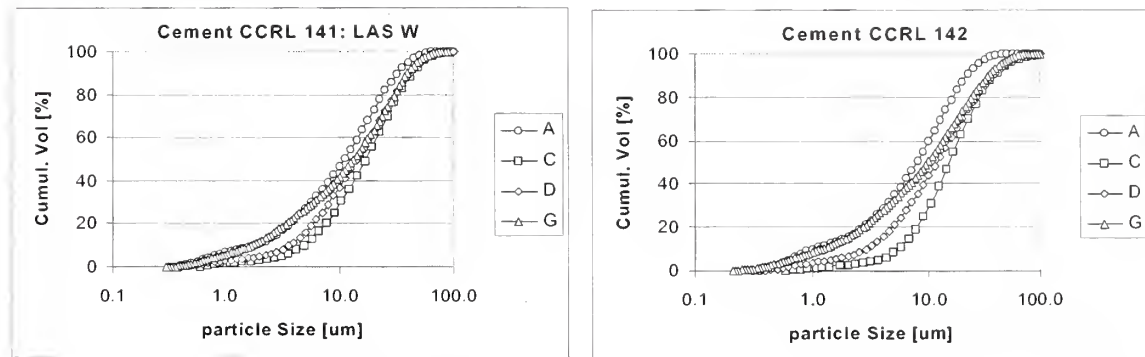 Cement CCRL 141: LAS W
Cumul. Vol [%]
100
80
60
40
20
0
0.1 1.0 10.0 100.0
particle Size [um]
A
C
D
G
Cement CCRL 142
Cumul. Vol [%]
100
80
60
40
20
0
0.1 1.0 10.0 100.0
particle Size [um]
A
C
D
G